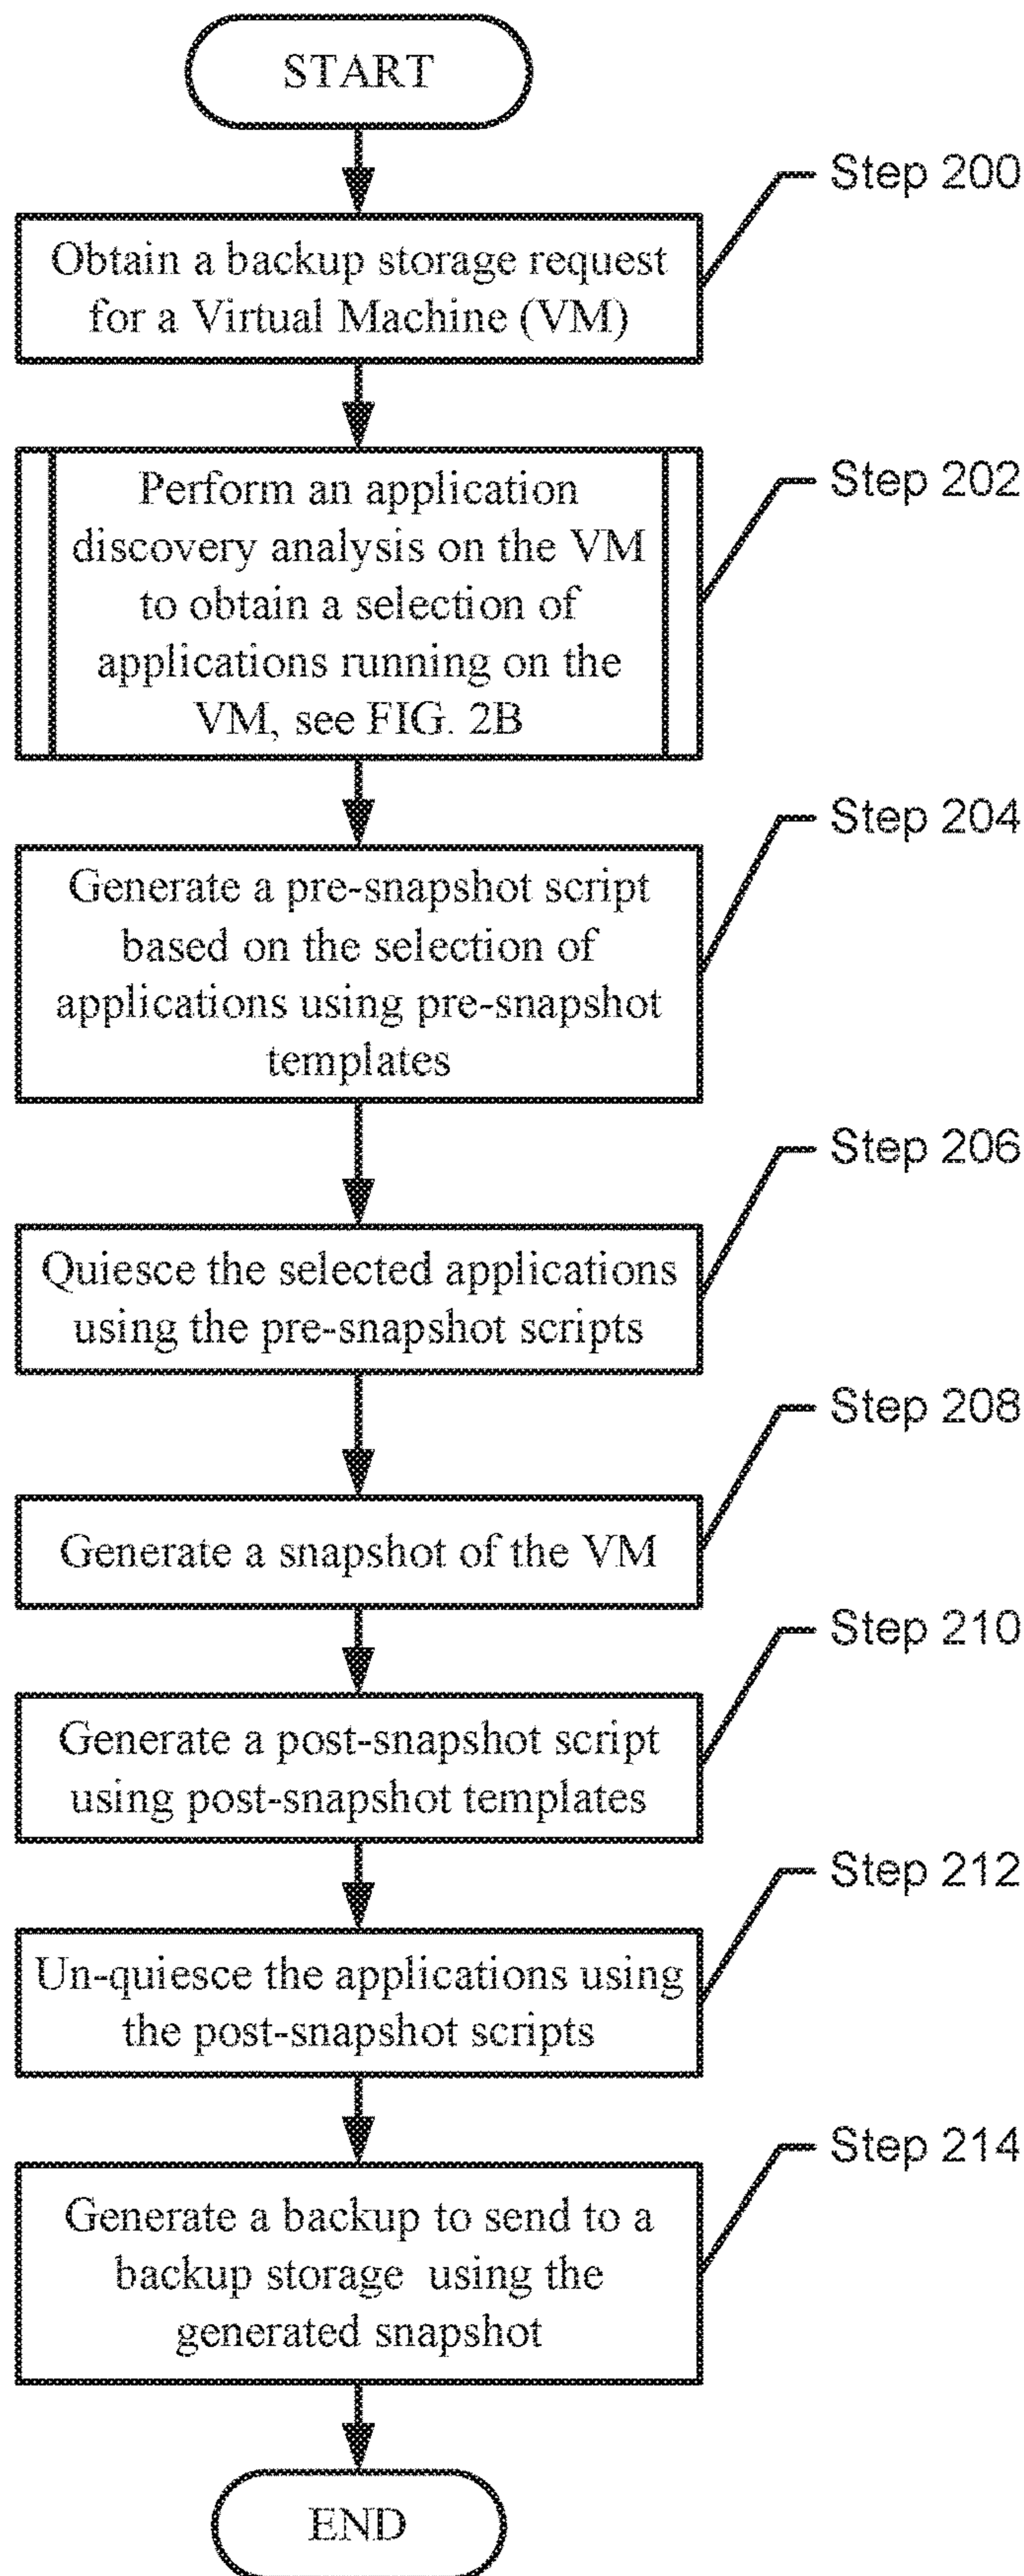 START
Step 200
Obtain a backup storage request
for a Virtual Machine (VM)
Step 202
Perform an application
discovery analysis on the VM
to obtain a selection of
applications running on the
VM, see FIG. 2B
Step 204
Generate a pre-snapshot script
based on the selection of
applications using pre-snapshot
templates
Step 206
Quiesce the selected applications
using the pre-snapshot scripts
Step 208
Generate a snapshot of the VM
Step 210
Generate a post-snapshot script
using post-snapshot templates
Step 212
Un-quiesce the applications using
the post-snapshot scripts
Step 214
Generate a backup to send to a
backup storage using the
generated snapshot
END